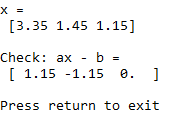 x =
[3.35 1.45 1.15]
Check: ax - b =
[ 1.15 -1.15  0.  ]
Press return to exit